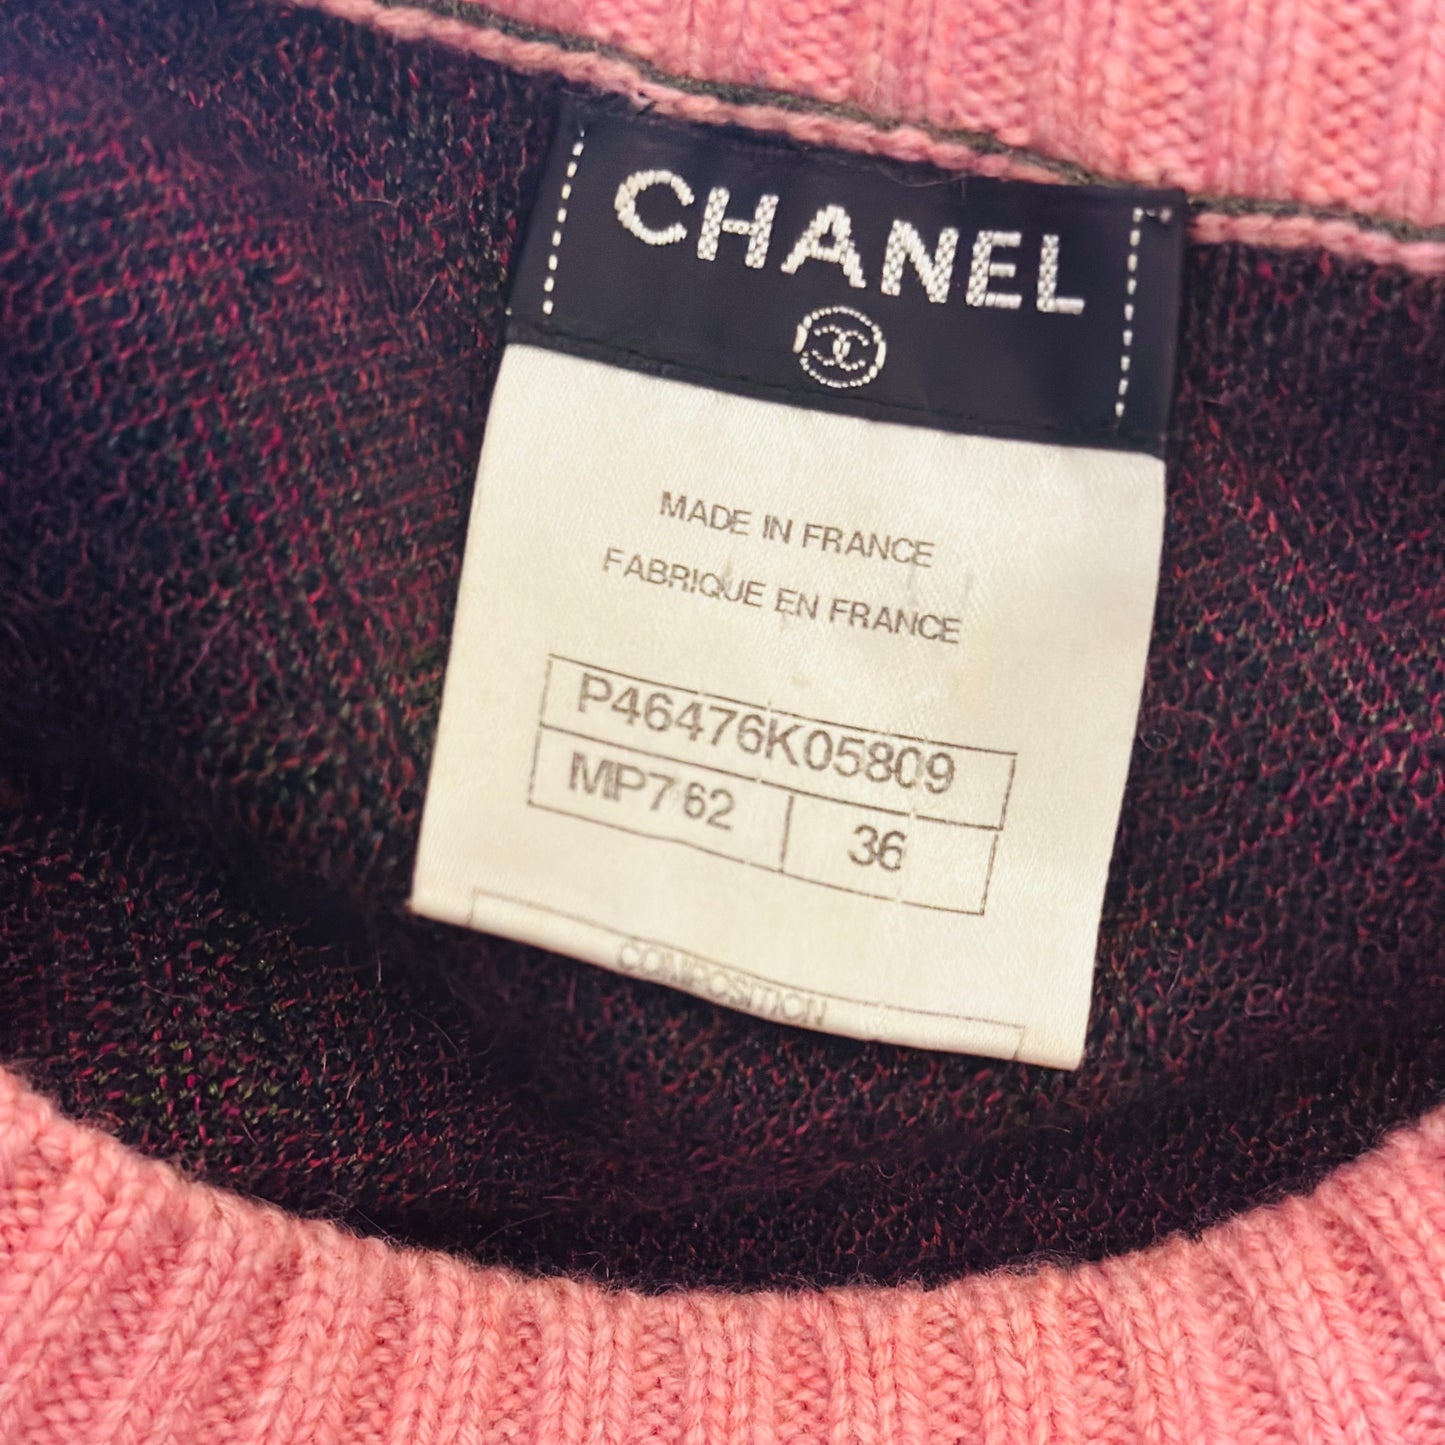 CHANEL
MADE IN FRANCE
FABRIQUE EN FRANCE
P46476K05809
MP762 36
COMPOSITION